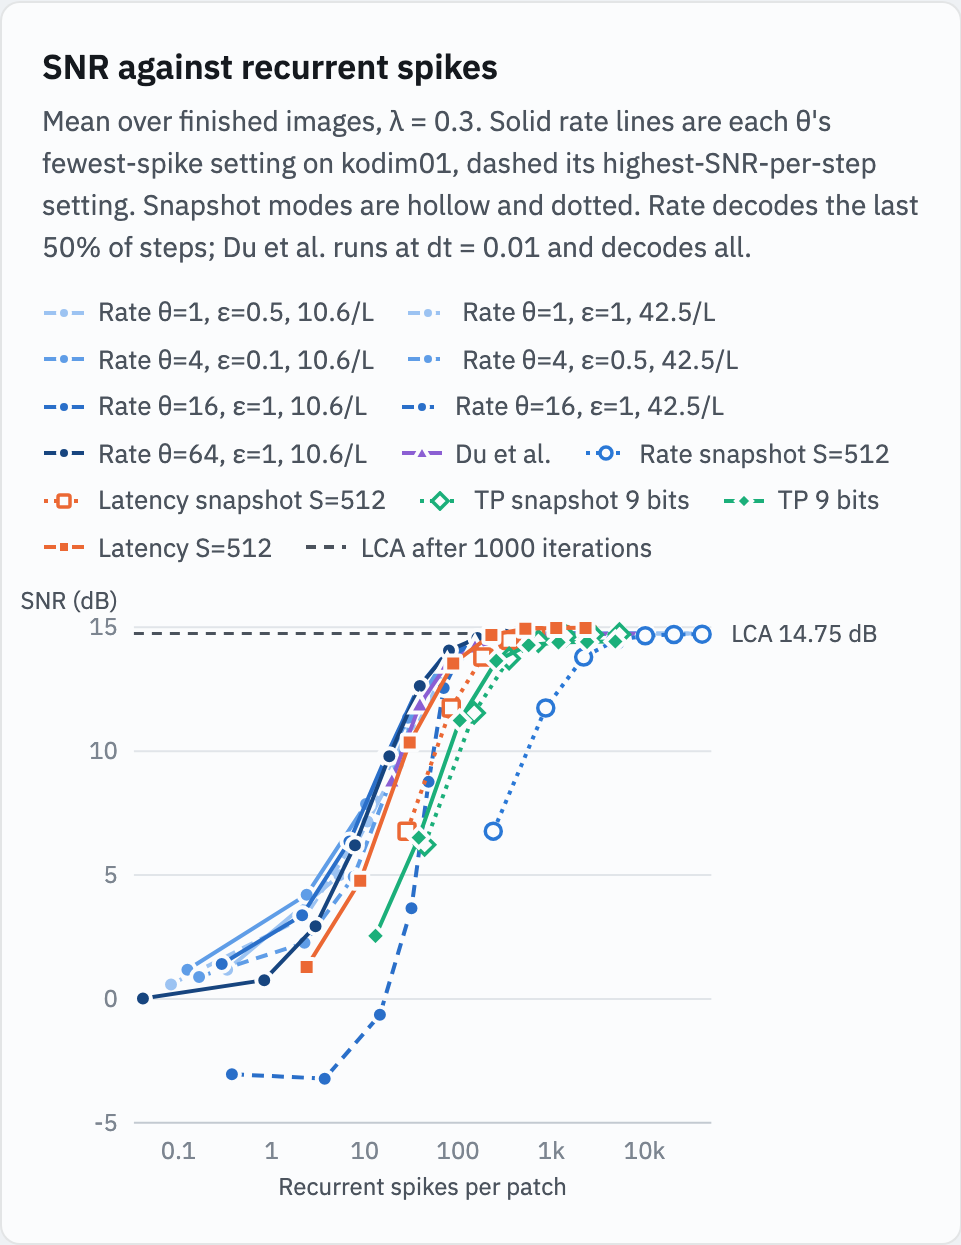 SNR against recurrent spikes
Mean over finished images, λ = 0.3. Solid rate lines are each θ's
fewest-spike setting on kodim01, dashed its highest-SNR-per-step
setting. Snapshot modes are hollow and dotted. Rate decodes the last
50% of steps; Du et al. runs at dt = 0.01 and decodes all.
Rate θ=1, ε=0.5, 10.6/L Rate θ=1, ε=1, 42.5/L
Rate θ=4, ε=0.1, 10.6/L Rate θ=4, ε=0.5, 42.5/L
Rate θ=16, ε=1, 10.6/L Rate θ=16, ε=1, 42.5/L
Rate θ=64, ε=1, 10.6/L Du et al. Rate snapshot S=512
Latency snapshot S=512 TP snapshot 9 bits TP 9 bits
Latency S=512 LCA after 1000 iterations
SNR (dB)
15
LCA 14.75 dB
10
5
0
-5
0.1 1 10 100 1k 10k
Recurrent spikes per patch